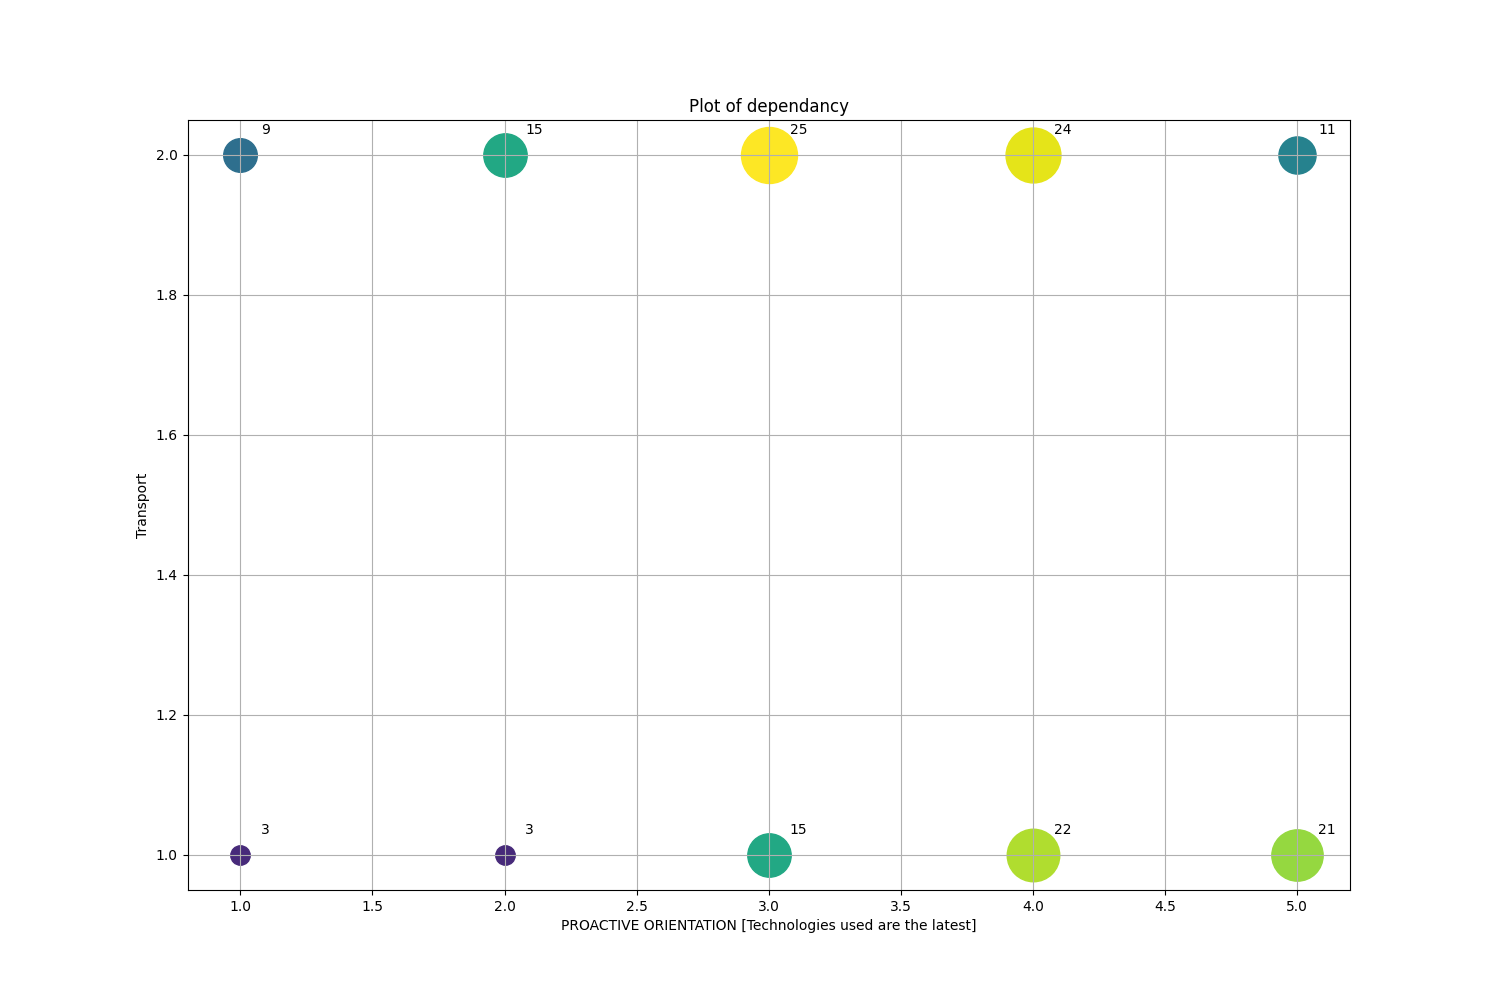 Plot of dependancy
9 15 25 24 11
2.0
1.8
1.6
Transport
1.4
1.2
3 3 15 22 21
1.0
1.0 1.5 2.0 2.5 3.0 3.5 4.0 4.5 5.0
PROACTIVE ORIENTATION [Technologies used are the latest]